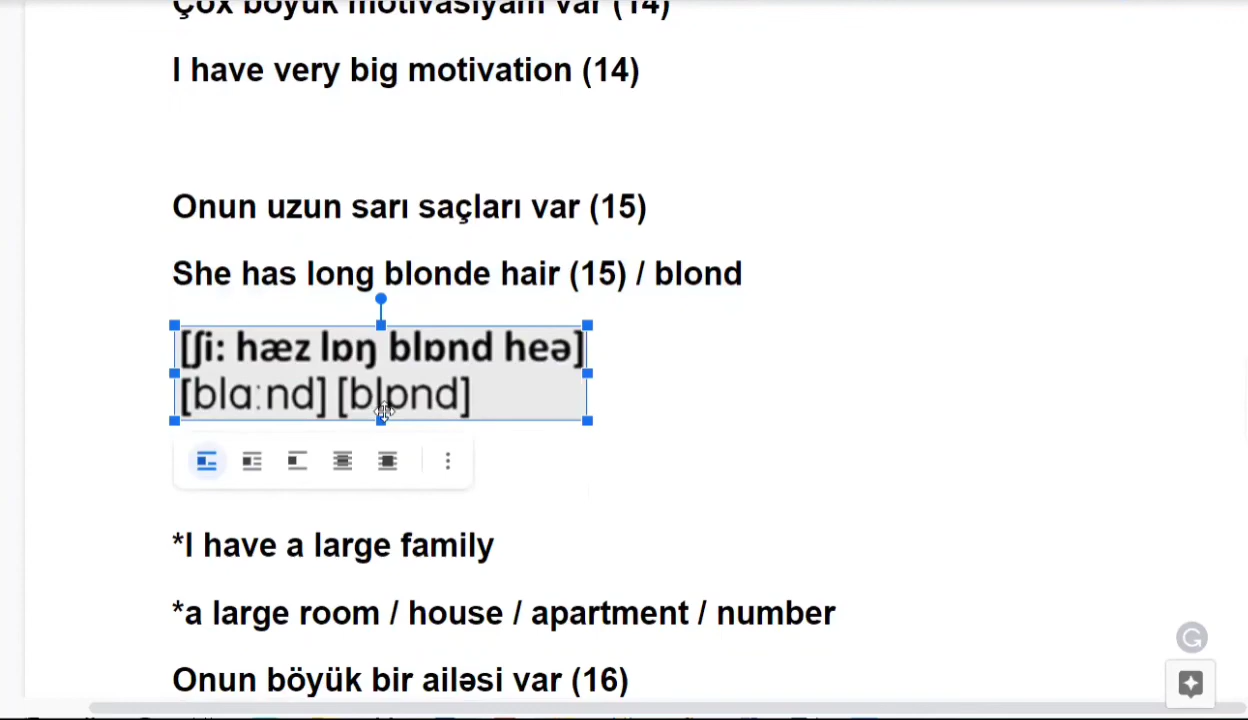 Çox böyük motivasiyam var (14)
I have very big motivation (14)
Onun uzun sarı saçları var (15)
She has long blonde hair (15) / blond
[ʃi: hæz lɒŋ blɒnd heə]
[blɑːnd] [blɒnd]
*I have a large family
*a large room / house / apartment / number
Onun böyük bir ailəsi var (16)